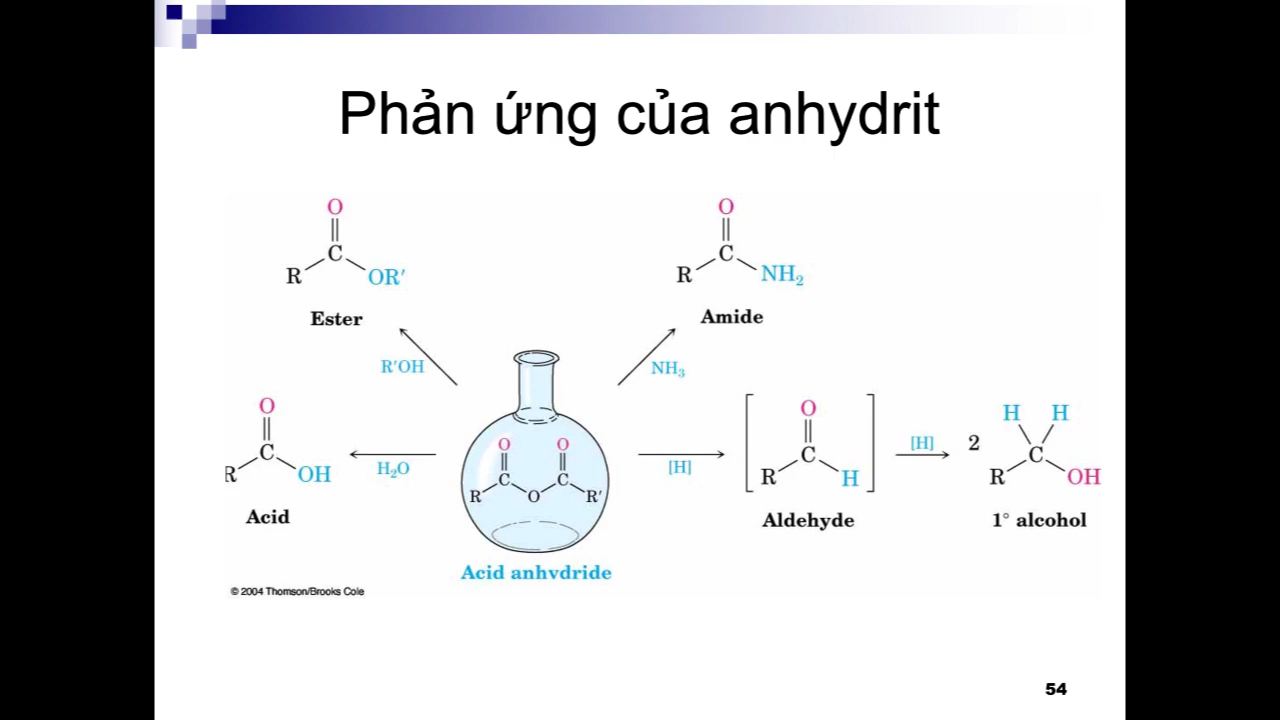 Phản ứng của anhydrit
O
C
R
OR′
Ester
R′OH
O
C
R
NH₂
Amide
NH₃
O
C
R
OH
Acid
H₂O
O O
C C
R O R′
Acid anhvdride
[H]
O
C
R H
Aldehyde
[H]
2
H H
C
R OH
1° alcohol
© 2004 Thomson/Brooks Cole
54